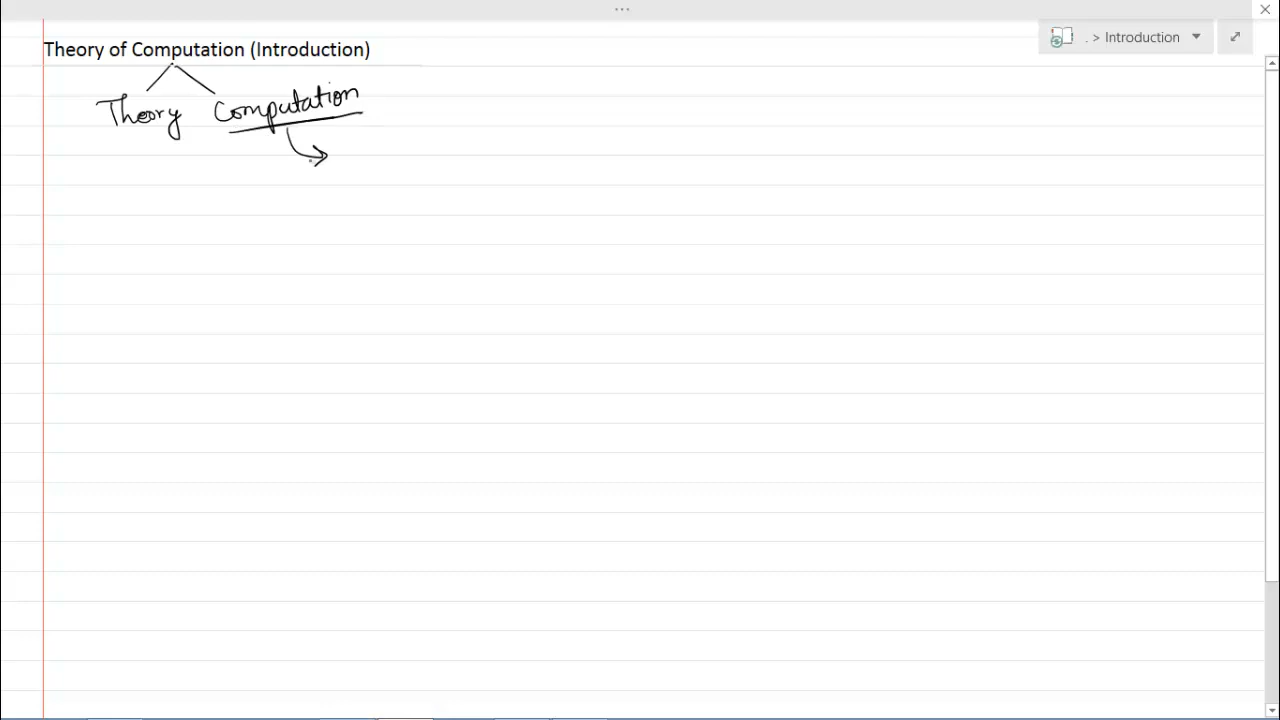 . > Introduction
Theory of Computation (Introduction)
Theory Computation